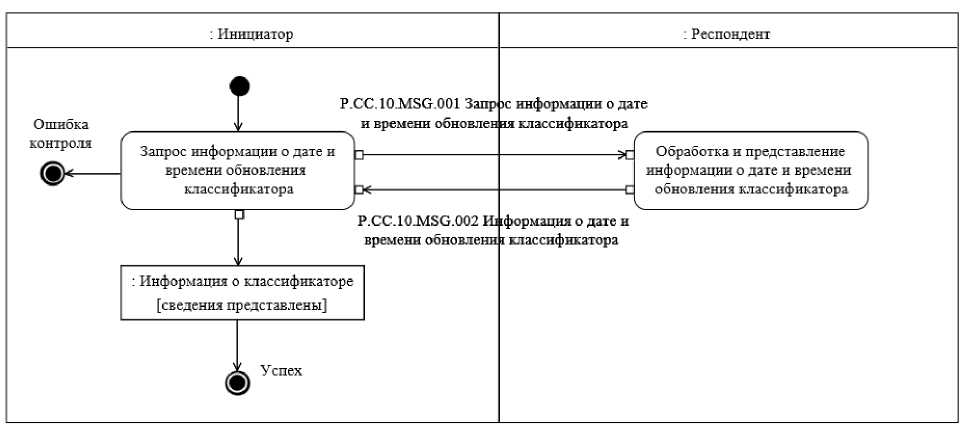 : Инициатор
: Респондент
P.CC.10.MSG.001 Запрос информации о дате
и времени обновления классификатора
Ошибка
контроля
Запрос информации о дате и
времени обновления
классификатора
Обработка и представление
информации о дате и времени
обновления классификатора
P.CC.10.MSG.002 Информация о дате и
времени обновления классификатора
: Информация о классификаторе
[сведения представлены]
Успех